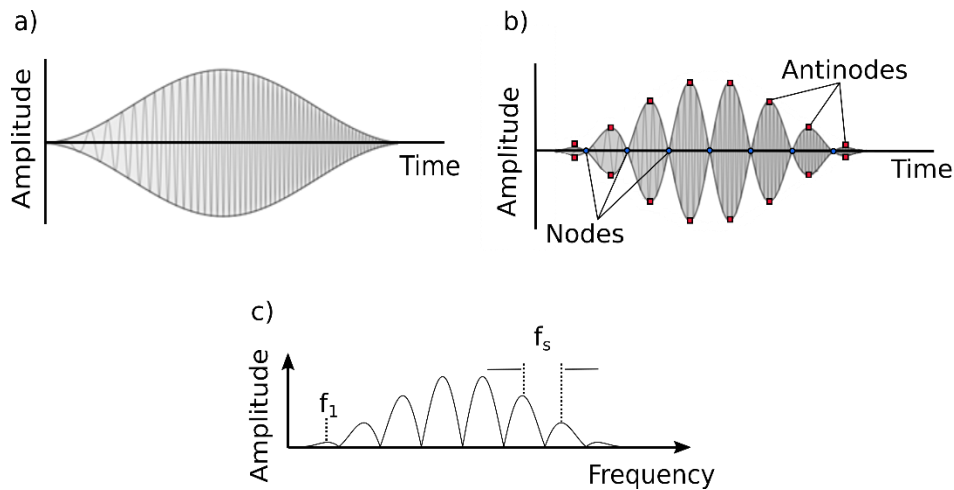 a)
Amplitude
Time
b)
Amplitude
Antinodes
Time
Nodes
c)
Amplitude
f1
fs
Frequency